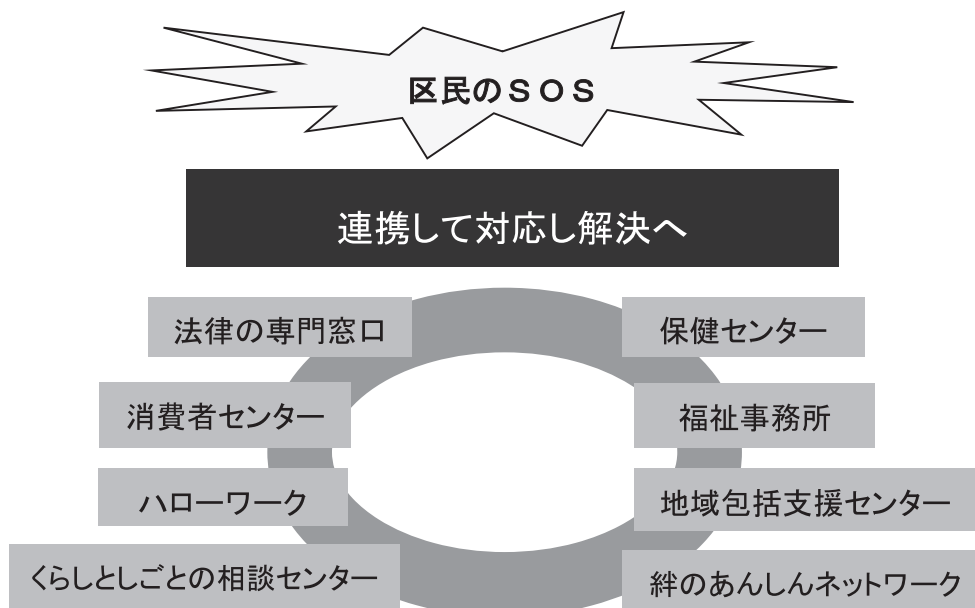 区民のＳＯＳ
連携して対応し解決へ
法律の専門窓口
保健センター
消費者センター
福祉事務所
ハローワーク
地域包括支援センター
くらしとしごとの相談センター
絆のあんしんネットワーク